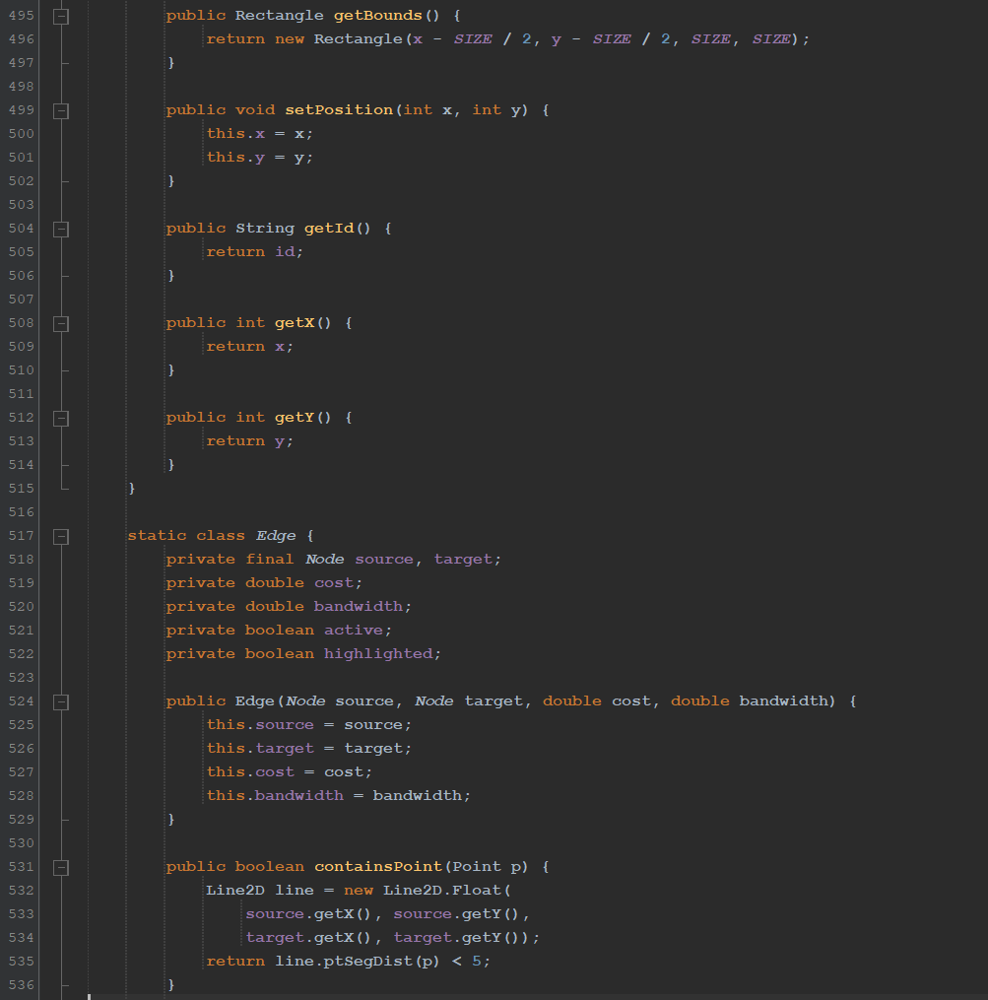 495 public Rectangle getBounds() {
496 return new Rectangle(x - SIZE / 2, y - SIZE / 2, SIZE, SIZE);
497 }
498
499 public void setPosition(int x, int y) {
500 this.x = x;
501 this.y = y;
502 }
503
504 public String getId() {
505 return id;
506 }
507
508 public int getX() {
509 return x;
510 }
511
512 public int getY() {
513 return y;
514 }
515 }
516
517 static class Edge {
518 private final Node source, target;
519 private double cost;
520 private double bandwidth;
521 private boolean active;
522 private boolean highlighted;
523
524 public Edge(Node source, Node target, double cost, double bandwidth) {
525 this.source = source;
526 this.target = target;
527 this.cost = cost;
528 this.bandwidth = bandwidth;
529 }
530
531 public boolean containsPoint(Point p) {
532 Line2D line = new Line2D.Float(
533 source.getX(), source.getY(),
534 target.getX(), target.getY());
535 return line.ptSegDist(p) < 5;
536 }